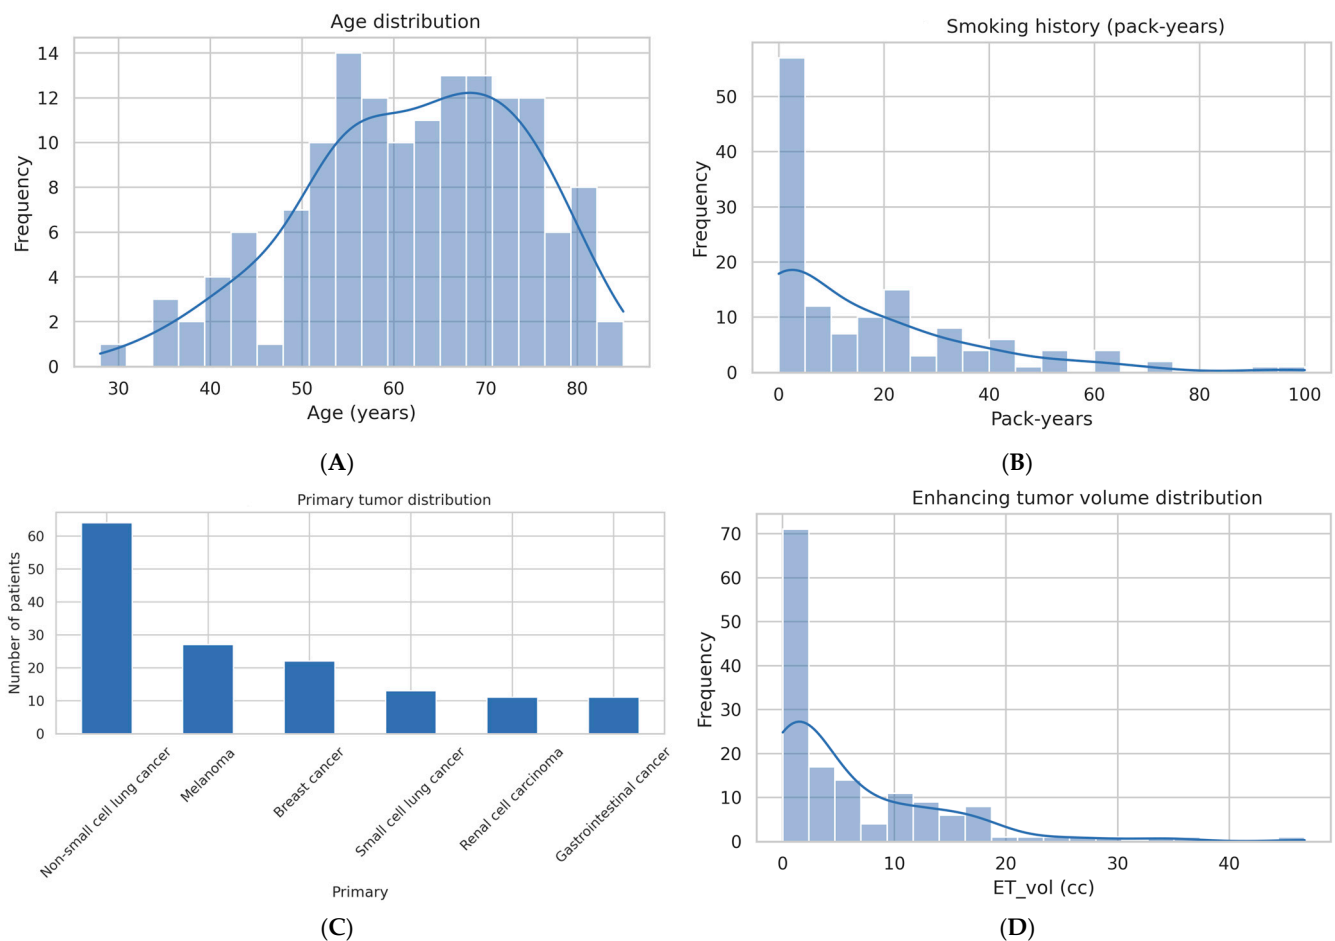 Age distribution
Frequency
14
12
10
8
6
4
2
0
30 40 50 60 70 80
Age (years)
(A)
Smoking history (pack-years)
Frequency
50
40
30
20
10
0
0 20 40 60 80 100
Pack-years
(B)
Primary tumor distribution
Number of patients
60
50
40
30
20
10
0
Non-small cell lung cancer
Melanoma
Breast cancer
Small cell lung cancer
Renal cell carcinoma
Gastrointestinal cancer
Primary
(C)
Enhancing tumor volume distribution
Frequency
70
60
50
40
30
20
10
0
0 10 20 30 40
ET_vol (cc)
(D)